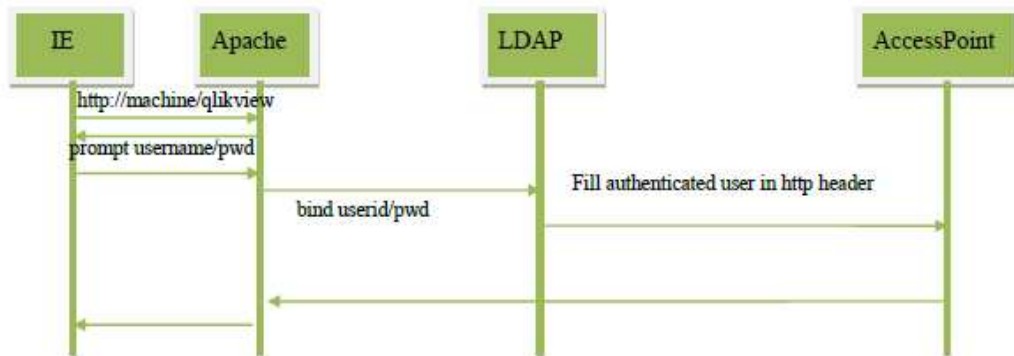 IE
Apache
LDAP
AccessPoint
http://machine/qlikview
prompt username/pwd
Fill authenticated user in http header
bind userid/pwd